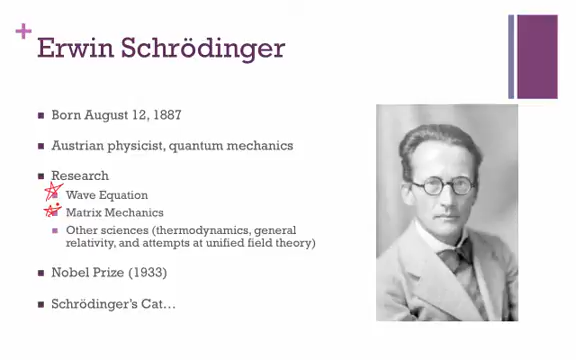 +
Erwin Schrödinger
Born August 12, 1887
Austrian physicist, quantum mechanics
Research
Wave Equation
Matrix Mechanics
Other sciences (thermodynamics, general
relativity, and attempts at unified field theory)
Nobel Prize (1933)
Schrödinger's Cat…